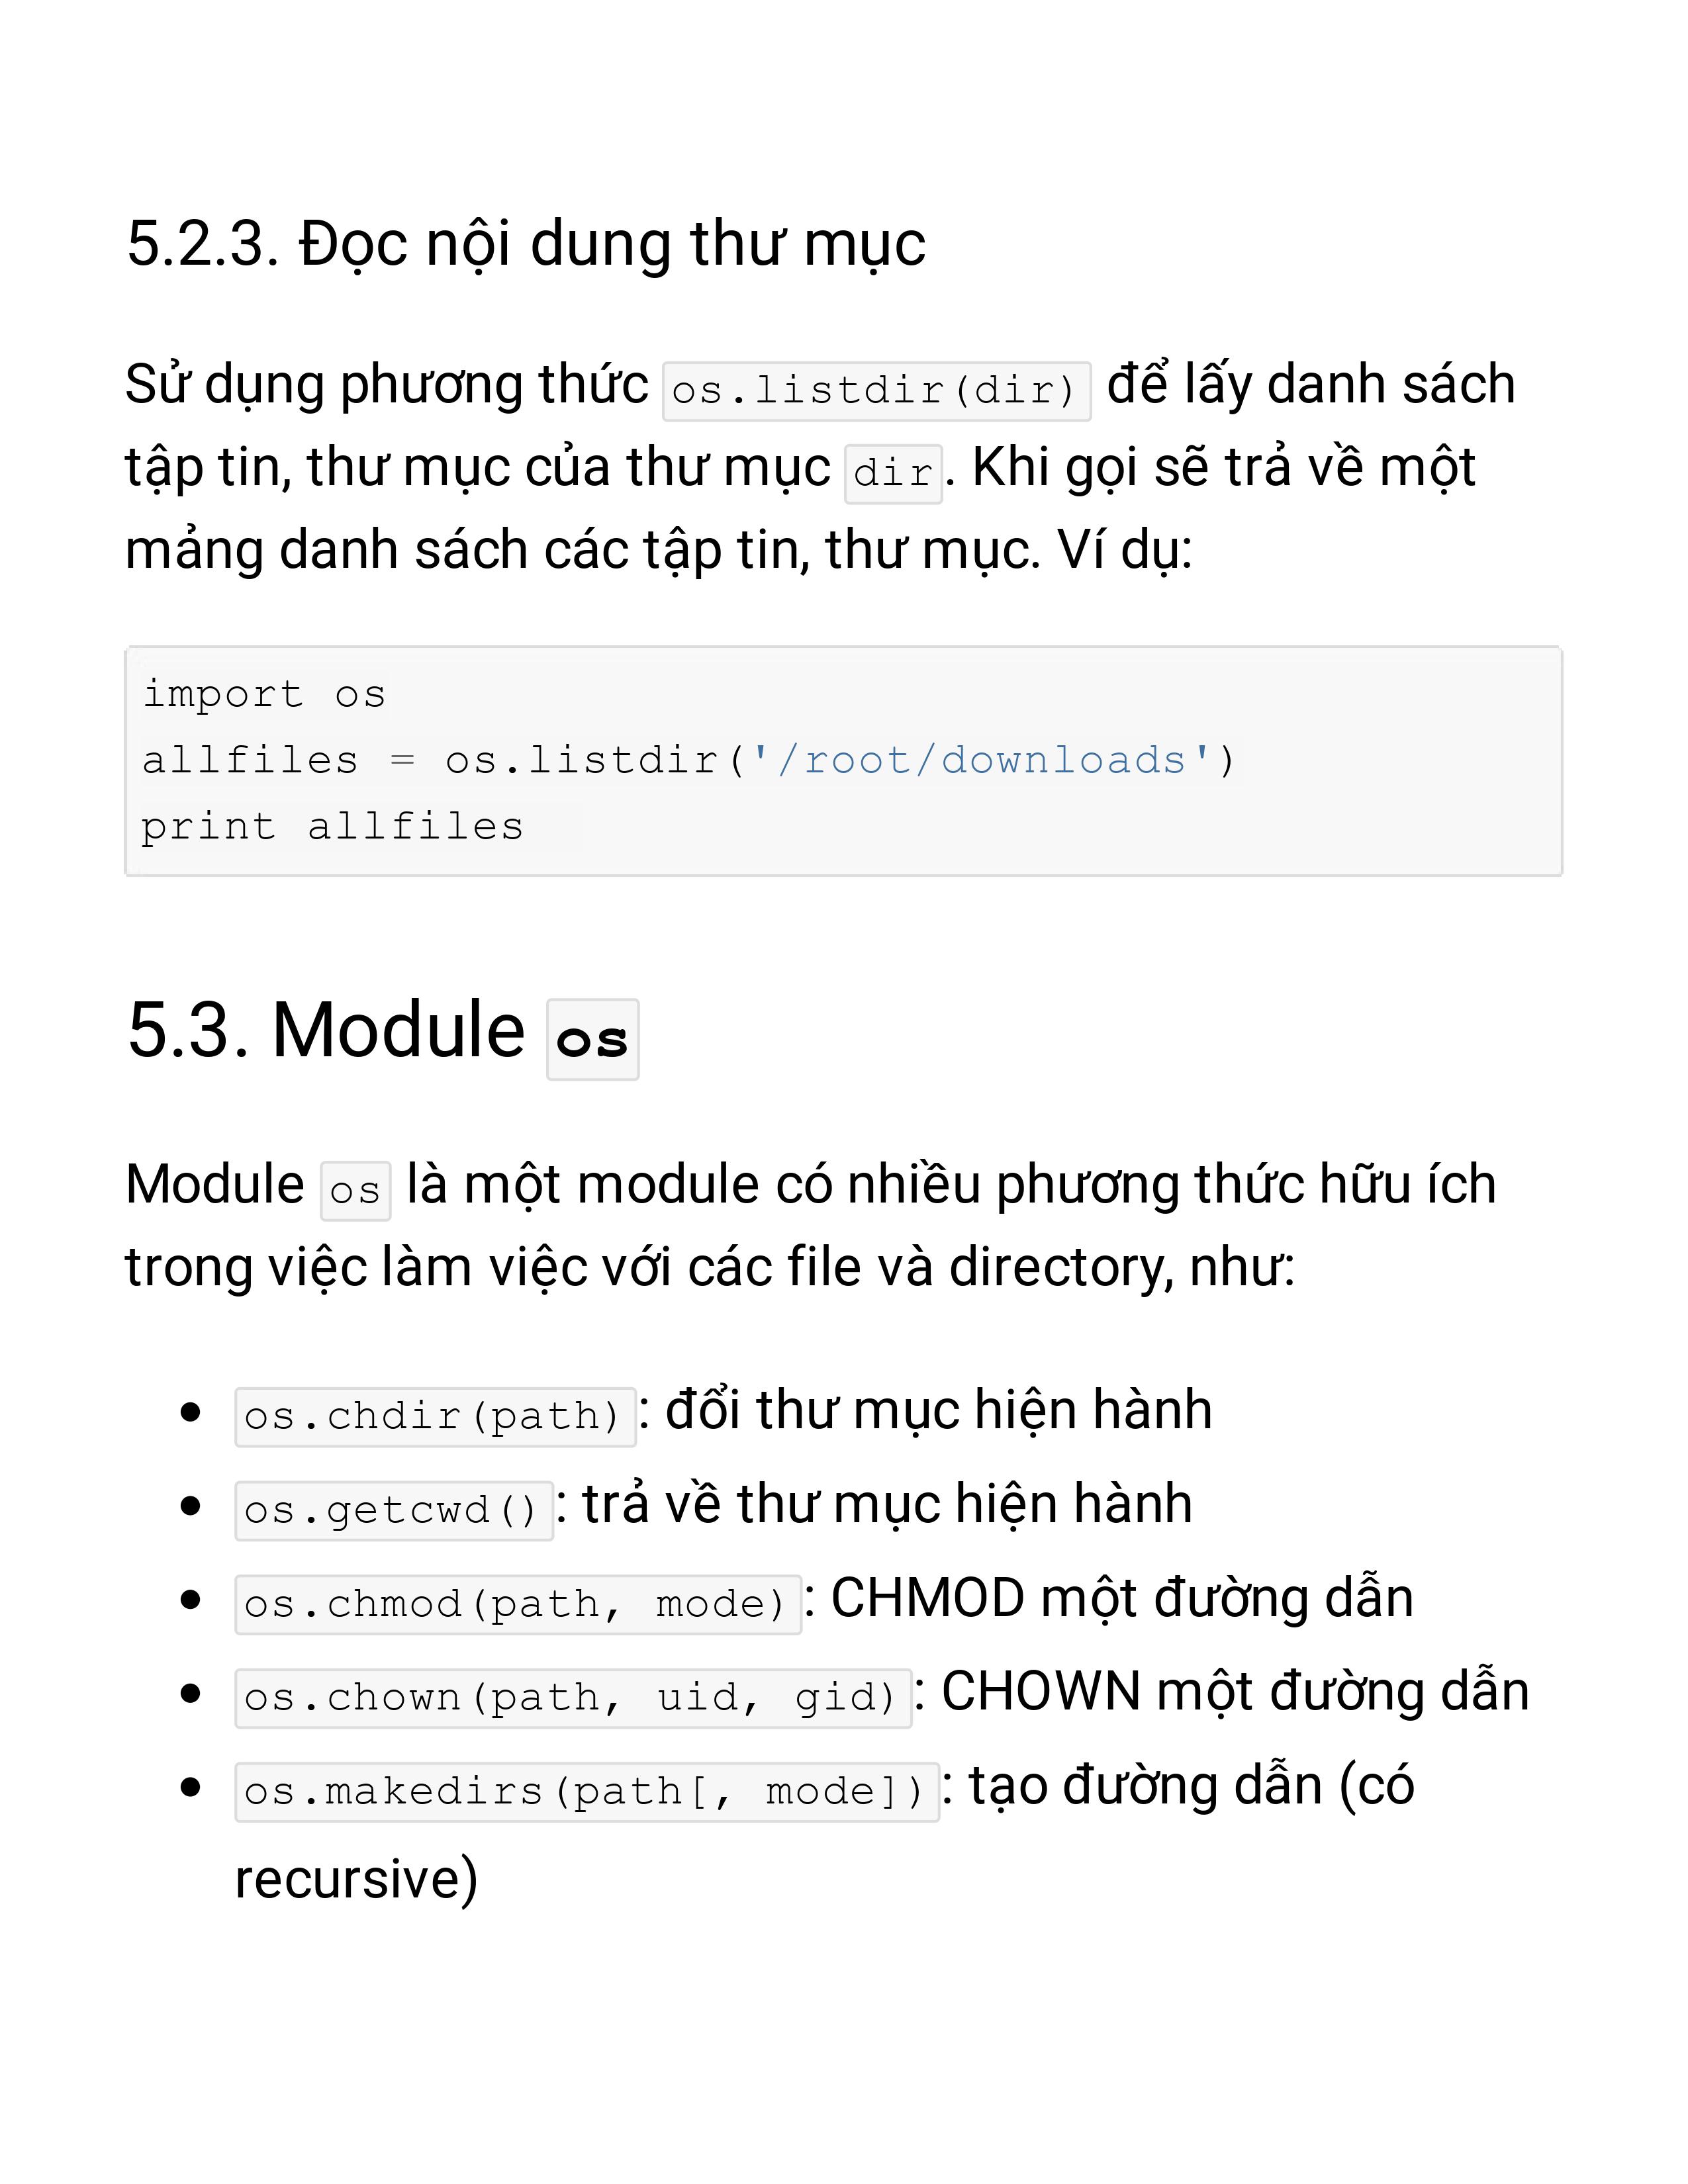 5.2.3. Đọc nội dung thư mục
Sử dụng phương thức os.listdir(dir) để lấy danh sách
tập tin, thư mục của thư mục dir. Khi gọi sẽ trả về một
mảng danh sách các tập tin, thư mục. Ví dụ:
import os
allfiles = os.listdir('/root/downloads')
print allfiles
5.3. Module os
Module os là một module có nhiều phương thức hữu ích
trong việc làm việc với các file và directory, như:
• os.chdir(path): đổi thư mục hiện hành
• os.getcwd(): trả về thư mục hiện hành
• os.chmod(path, mode): CHMOD một đường dẫn
• os.chown(path, uid, gid): CHOWN một đường dẫn
• os.makedirs(path[, mode]): tạo đường dẫn (có
recursive)